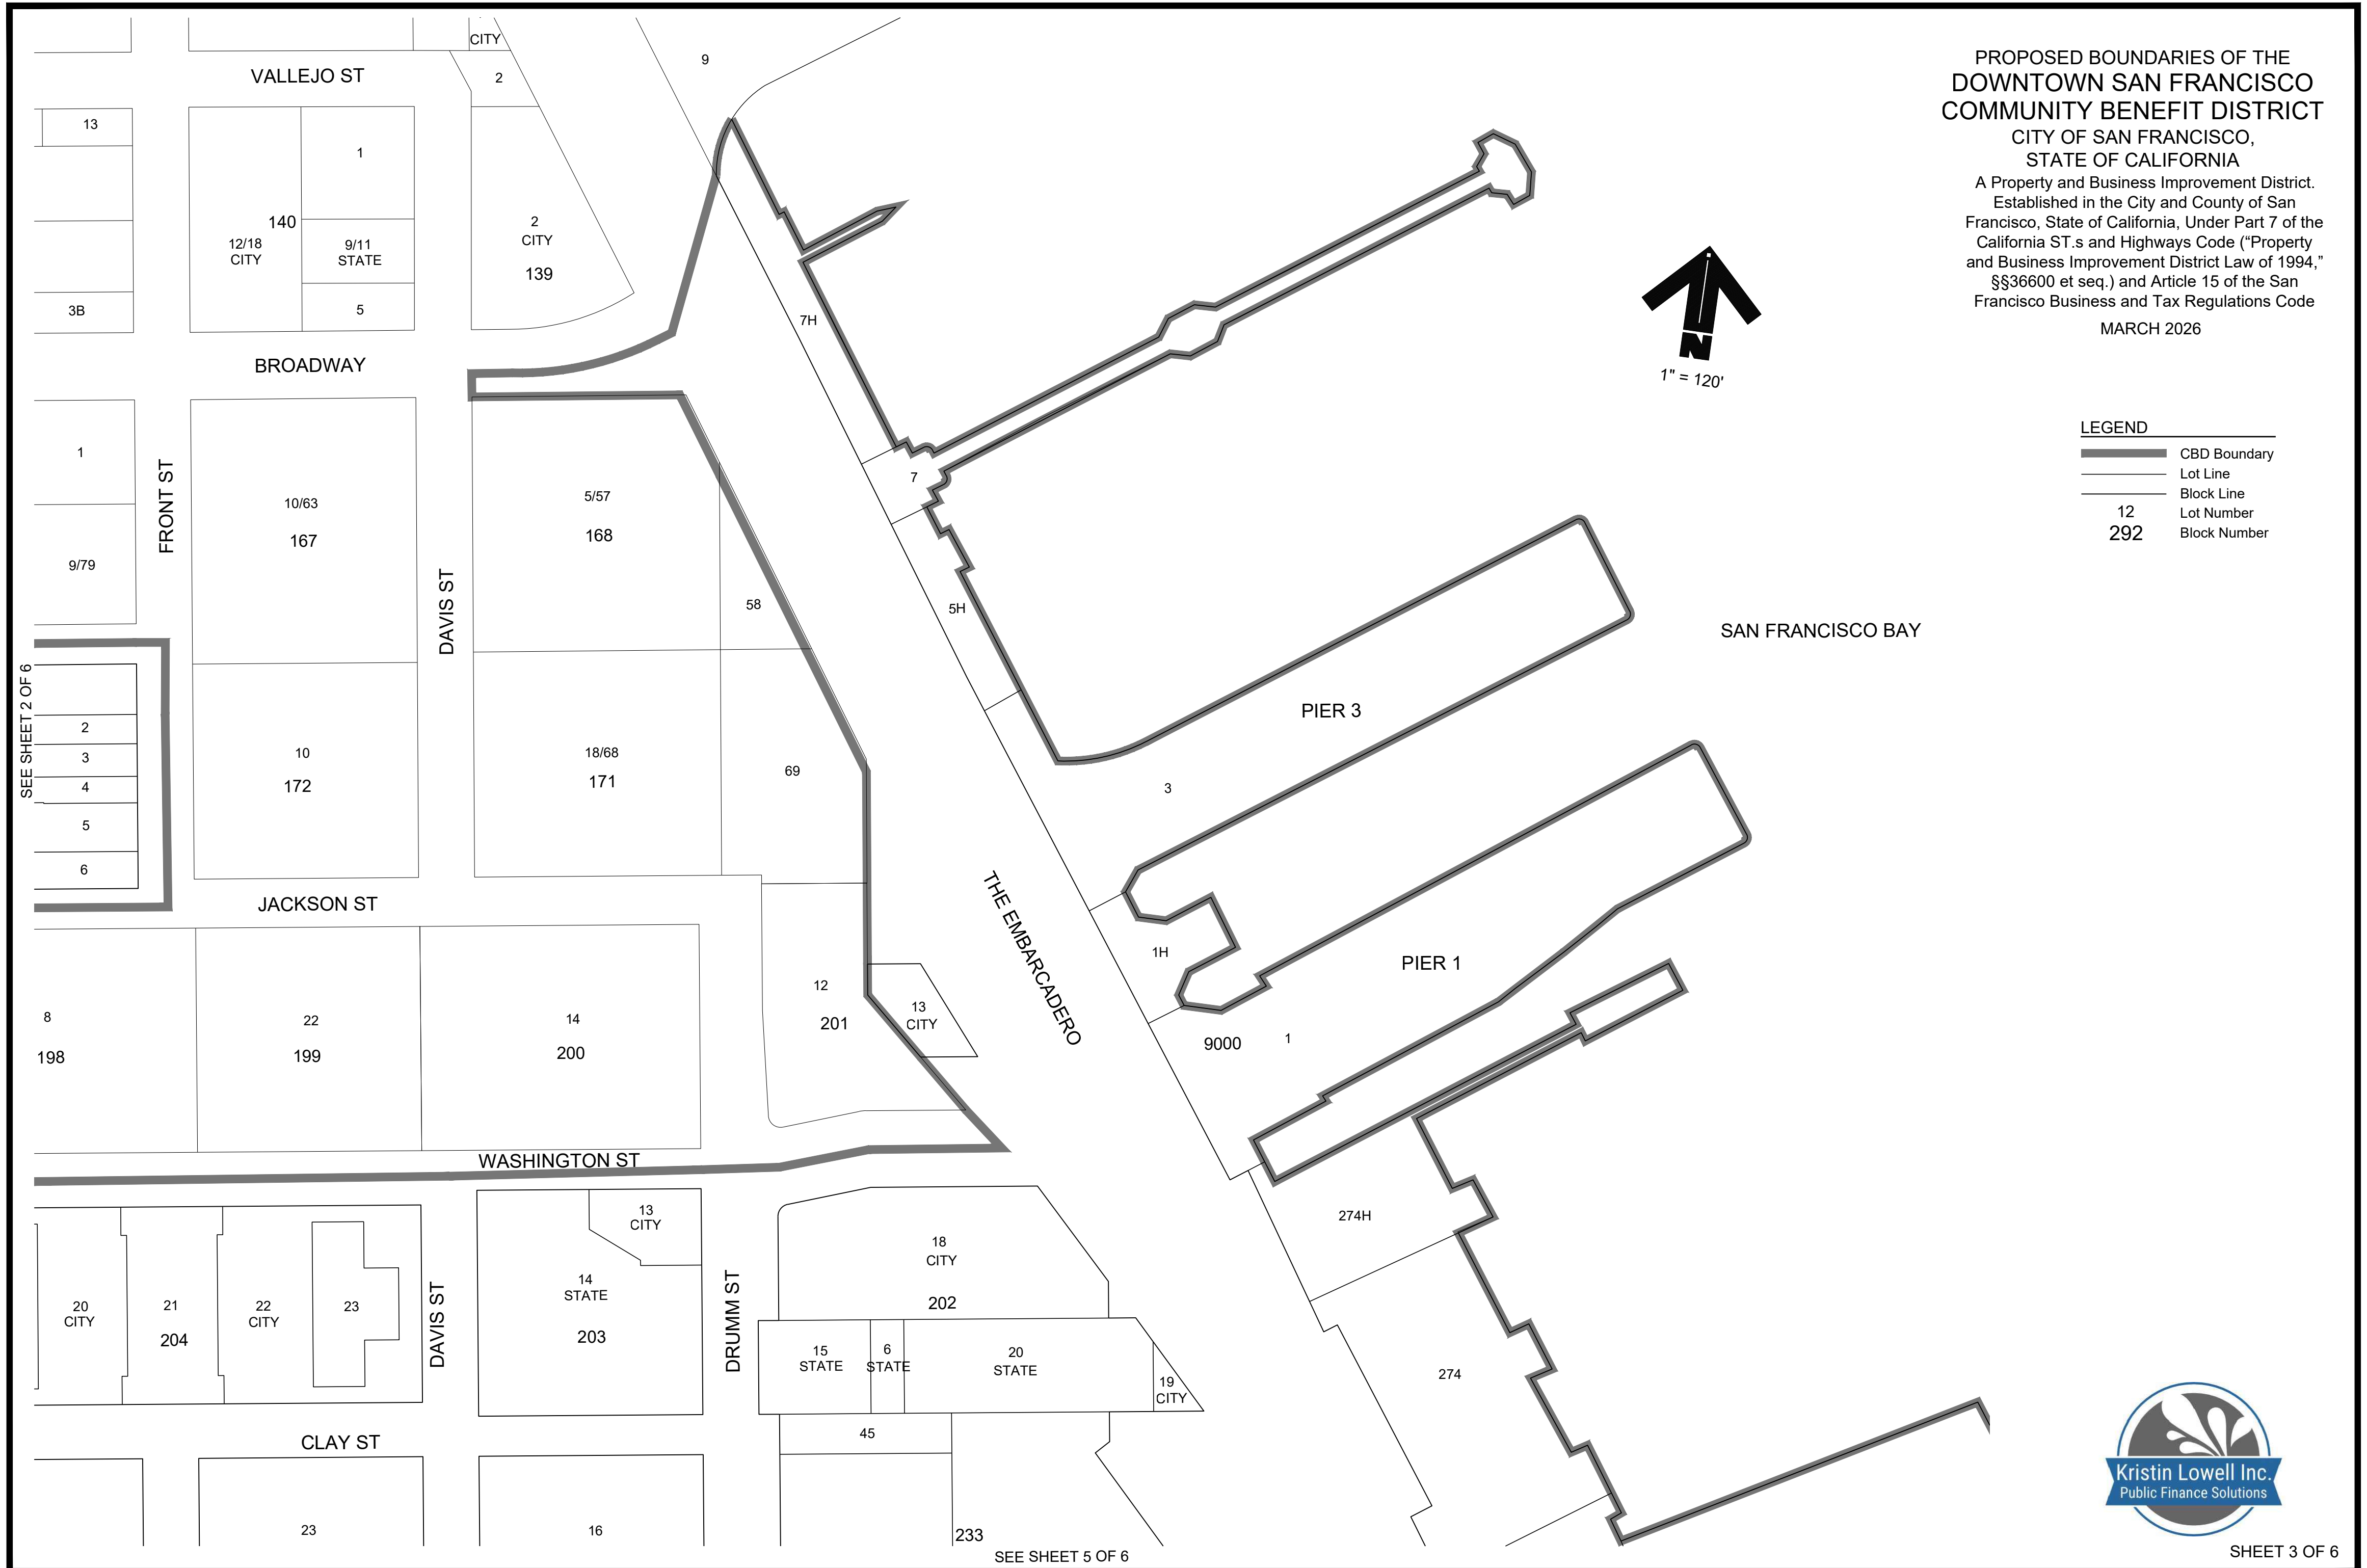 PROPOSED BOUNDARIES OF THE
DOWNTOWN SAN FRANCISCO
COMMUNITY BENEFIT DISTRICT
CITY OF SAN FRANCISCO,
STATE OF CALIFORNIA
A Property and Business Improvement District.
Established in the City and County of San
Francisco, State of California, Under Part 7 of the
California ST.s and Highways Code (“Property
and Business Improvement District Law of 1994,”
§§36600 et seq.) and Article 15 of the San
Francisco Business and Tax Regulations Code
MARCH 2026
N
1" = 120'
LEGEND
CBD Boundary
Lot Line
Block Line
12 Lot Number
292 Block Number
CITY
VALLEJO ST
2
9
13
1
140
12/18
CITY
9/11
STATE
2
CITY
139
3B
5
7H
BROADWAY
1
FRONT ST
10/63
167
5/57
168
7
9/79
DAVIS ST
58
5H
SAN FRANCISCO BAY
SEE SHEET 2 OF 6
2
3
4
5
6
10
172
18/68
171
69
PIER 3
3
JACKSON ST
THE EMBARCADERO
1H
PIER 1
8
198
22
199
14
200
12
201
13
CITY
9000
1
WASHINGTON ST
13
CITY
274H
18
CITY
202
20
CITY
21
204
22
CITY
23
DAVIS ST
14
STATE
203
DRUMM ST
15
STATE
6
STATE
20
STATE
19
CITY
274
CLAY ST
45
23
16
233
SEE SHEET 5 OF 6
Kristin Lowell Inc.
Public Finance Solutions
SHEET 3 OF 6